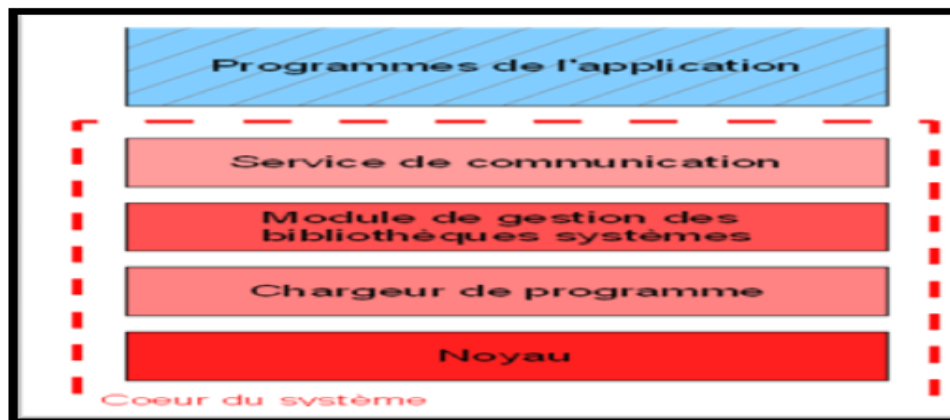 Programmes de l'application
Service de communication
Module de gestion des
bibliothèques systèmes
Chargeur de programme
Noyau
Coeur du système